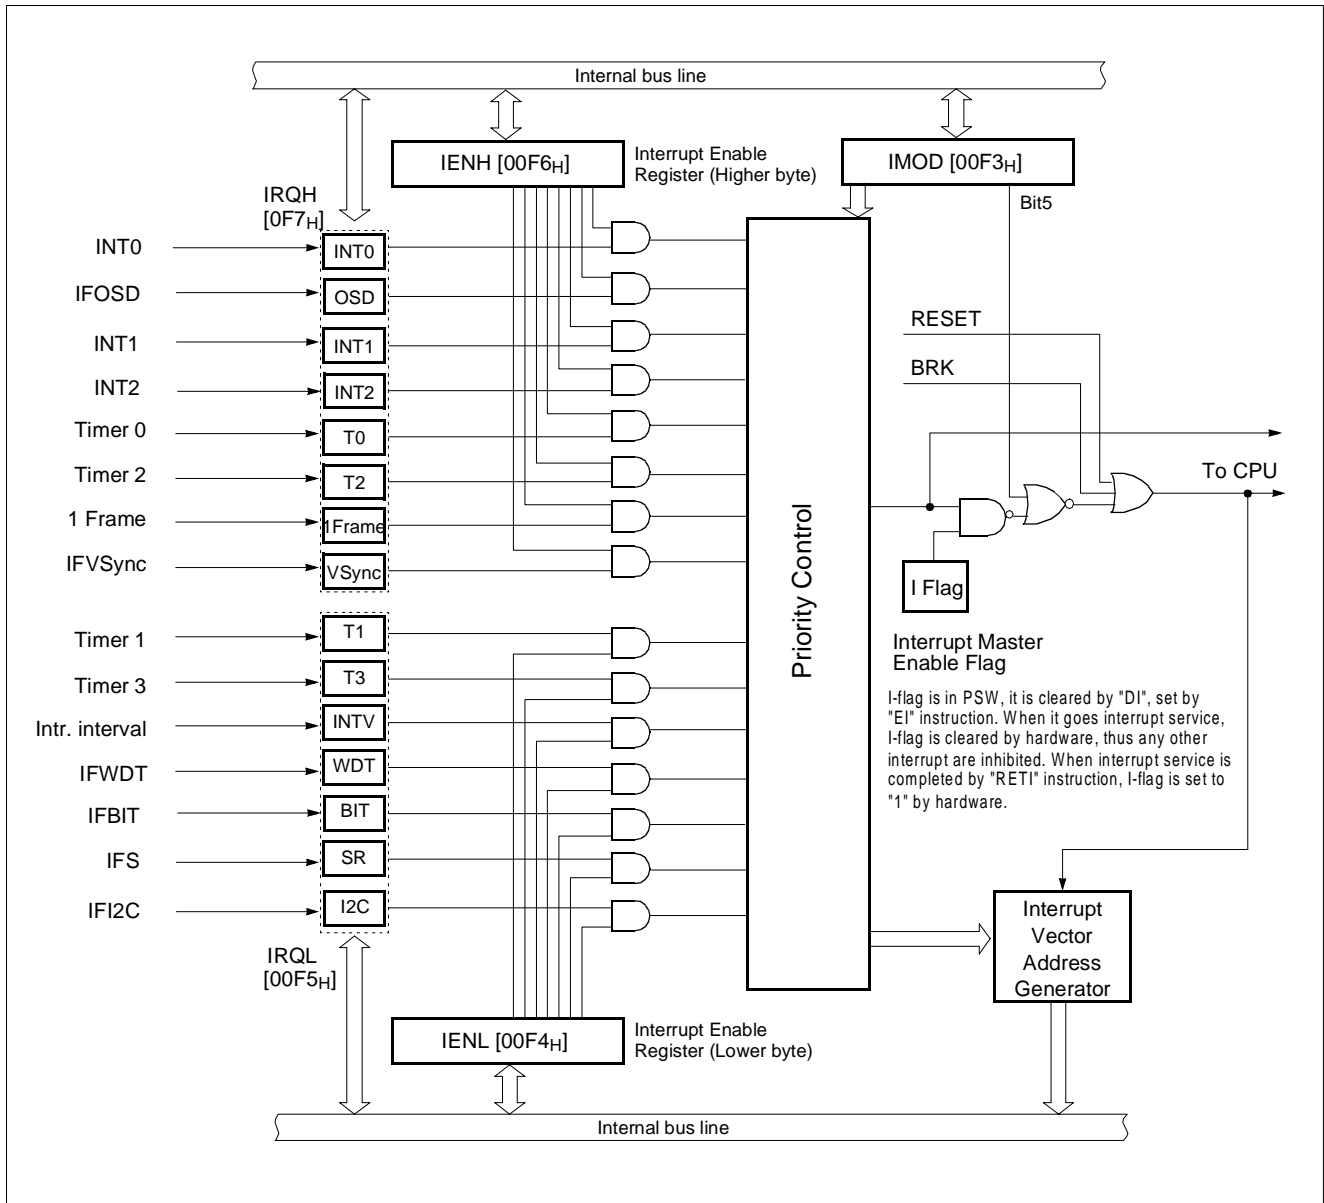 Internal bus line
IENH [00F6H]
Interrupt Enable
Register (Higher byte)
IMOD [00F3H]
Bit5
IRQH
[0F7H]
INT0
INT0
IFOSD
OSD
INT1
INT1
INT2
INT2
Timer 0
T0
Timer 2
T2
1 Frame
1Frame
IFVSync
VSync
Timer 1
T1
Timer 3
T3
Intr. interval
INTV
IFWDT
WDT
IFBIT
BIT
IFS
SR
IFI2C
I2C
IRQL
[00F5H]
IENL [00F4H]
Interrupt Enable
Register (Lower byte)
Priority Control
RESET
BRK
To CPU
I Flag
Interrupt Master
Enable Flag
I-flag is in PSW, it is cleared by "DI", set by
"EI" instruction. When it goes interrupt service,
I-flag is cleared by hardware, thus any other
interrupt are inhibited. When interrupt service is
completed by "RETI" instruction, I-flag is set to
"1" by hardware.
Interrupt
Vector
Address
Generator
Internal bus line